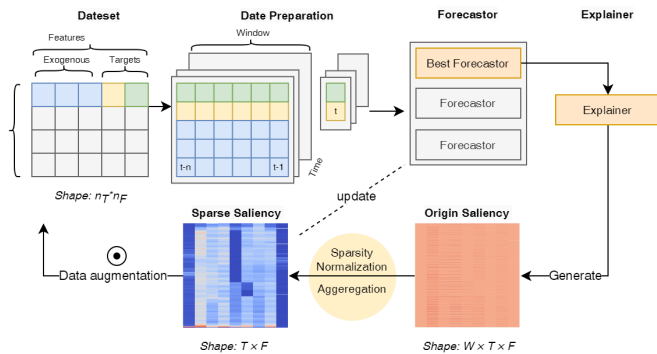 Dateset
Date Preparation
Forecastor
Explainer
Features
Exogenous
Targets
Window
t-n
t-1
Time
t
Best Forecastor
Forecastor
Forecastor
Explainer
Shape: n_T*n_F
update
Sparse Saliency
Origin Saliency
Data augmentation
Sparsity
Normalization
Aggeregation
Generate
Shape: T × F
Shape: W × T × F